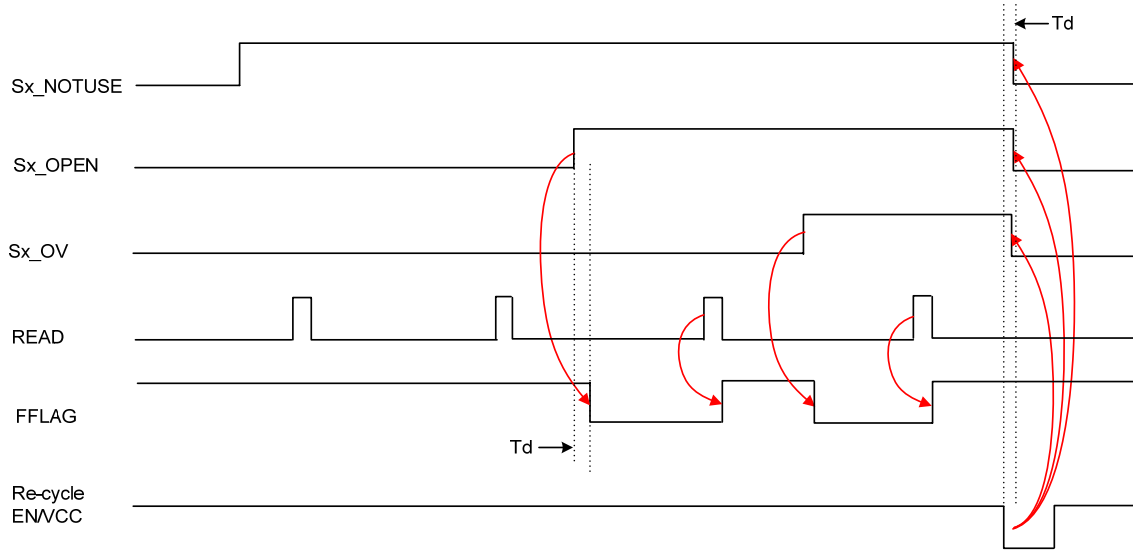 Td
Sx_NOTUSE
Sx_OPEN
Sx_OV
READ
FFLAG
Td
Re-cycle
EN/VCC